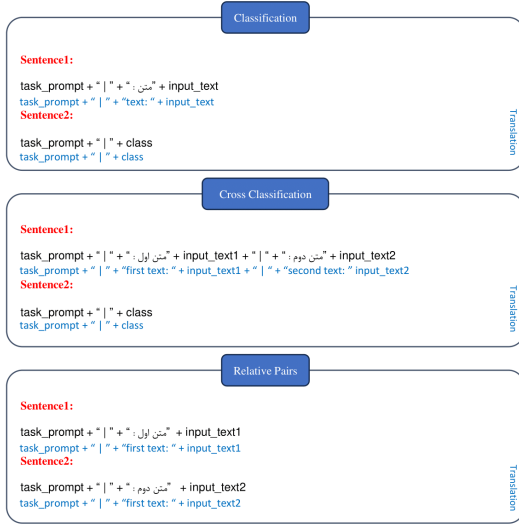 Classification
Sentence1:
task_prompt + “ | ” + “ : متن” + input_text
task_prompt + “ | ” + “text: “ + input_text
Sentence2:
task_prompt + “ | ” + class
task_prompt + “ | ” + class
Translation
Cross Classification
Sentence1:
task_prompt + “ | “ + “ : متن اول” + input_text1 + “ | “ + “ : متن دوم” + input_text2
task_prompt + “ | ” + “first text: “ + input_text1 + “ | ” + “second text: ” input_text2
Sentence2:
task_prompt + “ | ” + class
task_prompt + “ | ” + class
Translation
Relative Pairs
Sentence1:
task_prompt + “ | ” + “ : متن اول” + input_text1
task_prompt + “ | ” + “first text: “ + input_text1
Sentence2:
task_prompt + “ | ” + “ : متن دوم” + input_text2
task_prompt + “ | ” + “first text: “ + input_text2
Translation